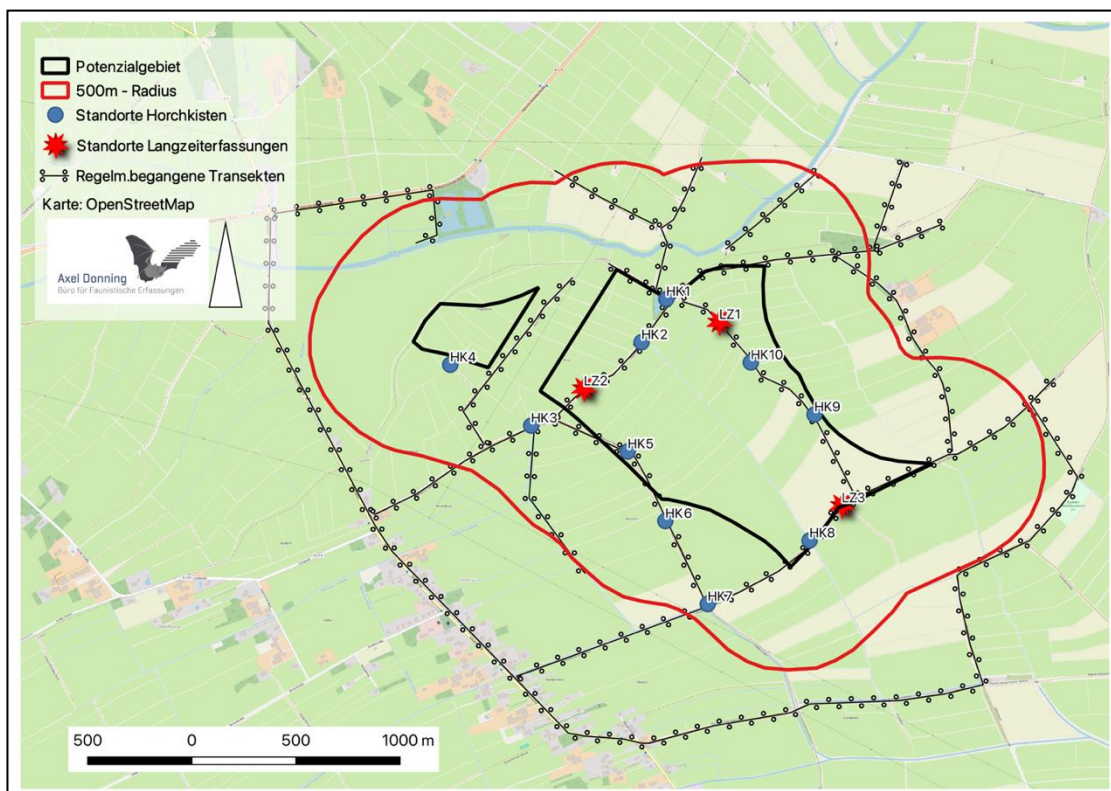 Potenzialgebiet
500m - Radius
Standorte Horchkisten
Standorte Langzeiterfassungen
Regelm.begangene Transekten
Karte: OpenStreetMap
Axel Donning
Büro für Faunistische Erfassungen
HK1
LZ1
HK2
HK10
HK4
LZ2
HK9
HK3
HK5
LZ3
HK6
HK8
HK7
500 0 500 1000 m